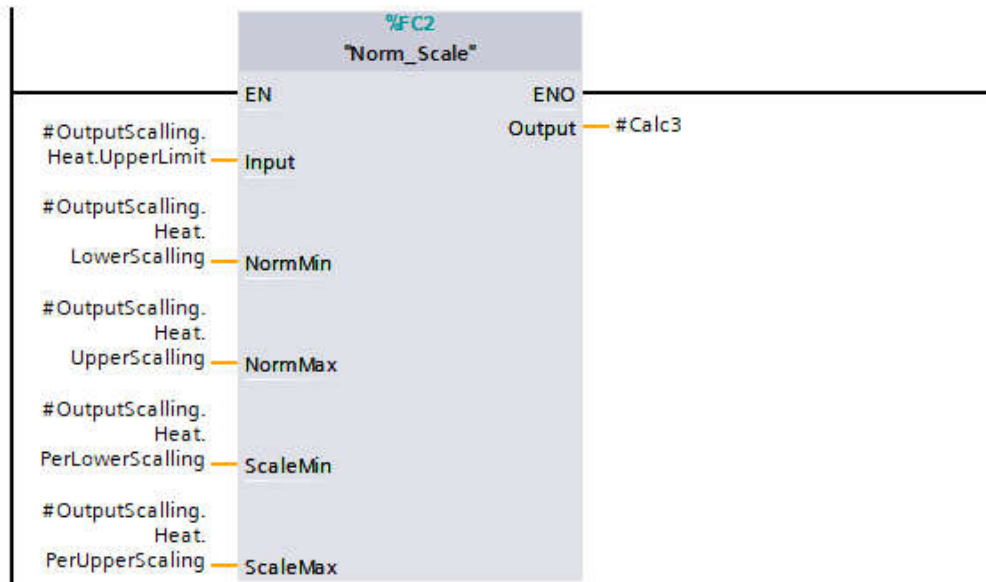 %FC2
"Norm_Scale"
EN
ENO
#OutputScalling.
Heat.UpperLimit
Input
Output
#Calc3
#OutputScalling.
Heat.
LowerScalling
NormMin
#OutputScalling.
Heat.
UpperScalling
NormMax
#OutputScalling.
Heat.
PerLowerScalling
ScaleMin
#OutputScalling.
Heat.
PerUpperScaling
ScaleMax